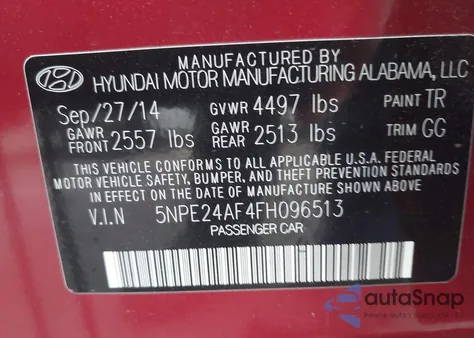 MANUFACTURED BY
HYUNDAI MOTOR MANUFACTURING ALABAMA, LLC
Sep/27/14 GVWR 4497 lbs PAINT TR
GAWR FRONT 2557 lbs GAWR REAR 2513 lbs TRIM GG
THIS VEHICLE CONFORMS TO ALL APPLICABLE U.S.A. FEDERAL
MOTOR VEHICLE SAFETY, BUMPER, AND THEFT PREVENTION STANDARDS
IN EFFECT ON THE DATE OF MANUFACTURE SHOWN ABOVE.
V.I.N 5NPE24AF4FH096513
PASSENGER CAR
autoSnap